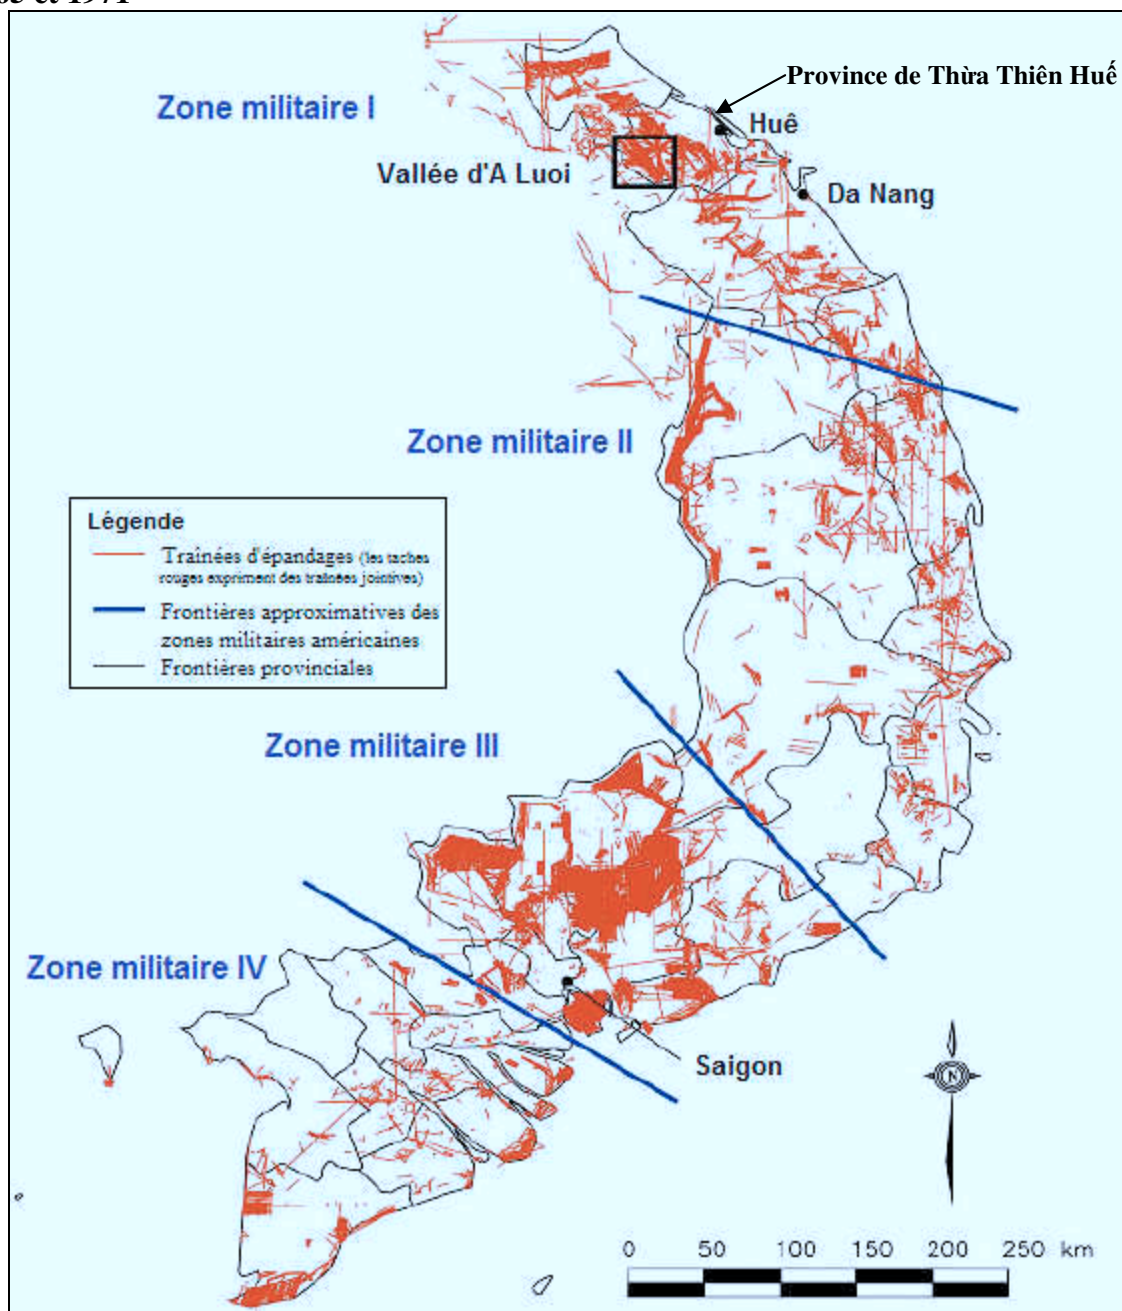 et 1971
Province de Thừa Thiên Huế
Zone militaire I
Huê
Vallée d'A Luoi
Da Nang
Zone militaire II
Légende
Traînées d'épandages (les taches
rouges expriment des traînées jointives)
Frontières approximatives des
zones militaires américaines
Frontières provinciales
Zone militaire III
Zone militaire IV
Saigon
N
0 50 100 150 200 250 km